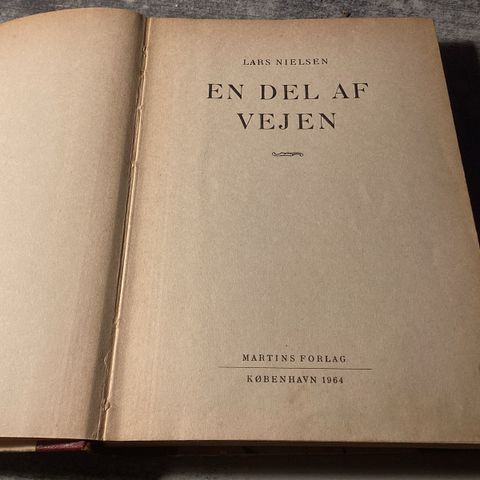 LARS NIELSEN
EN DEL AF
VEJEN
MARTINS FORLAG
KØBENHAVN 1964